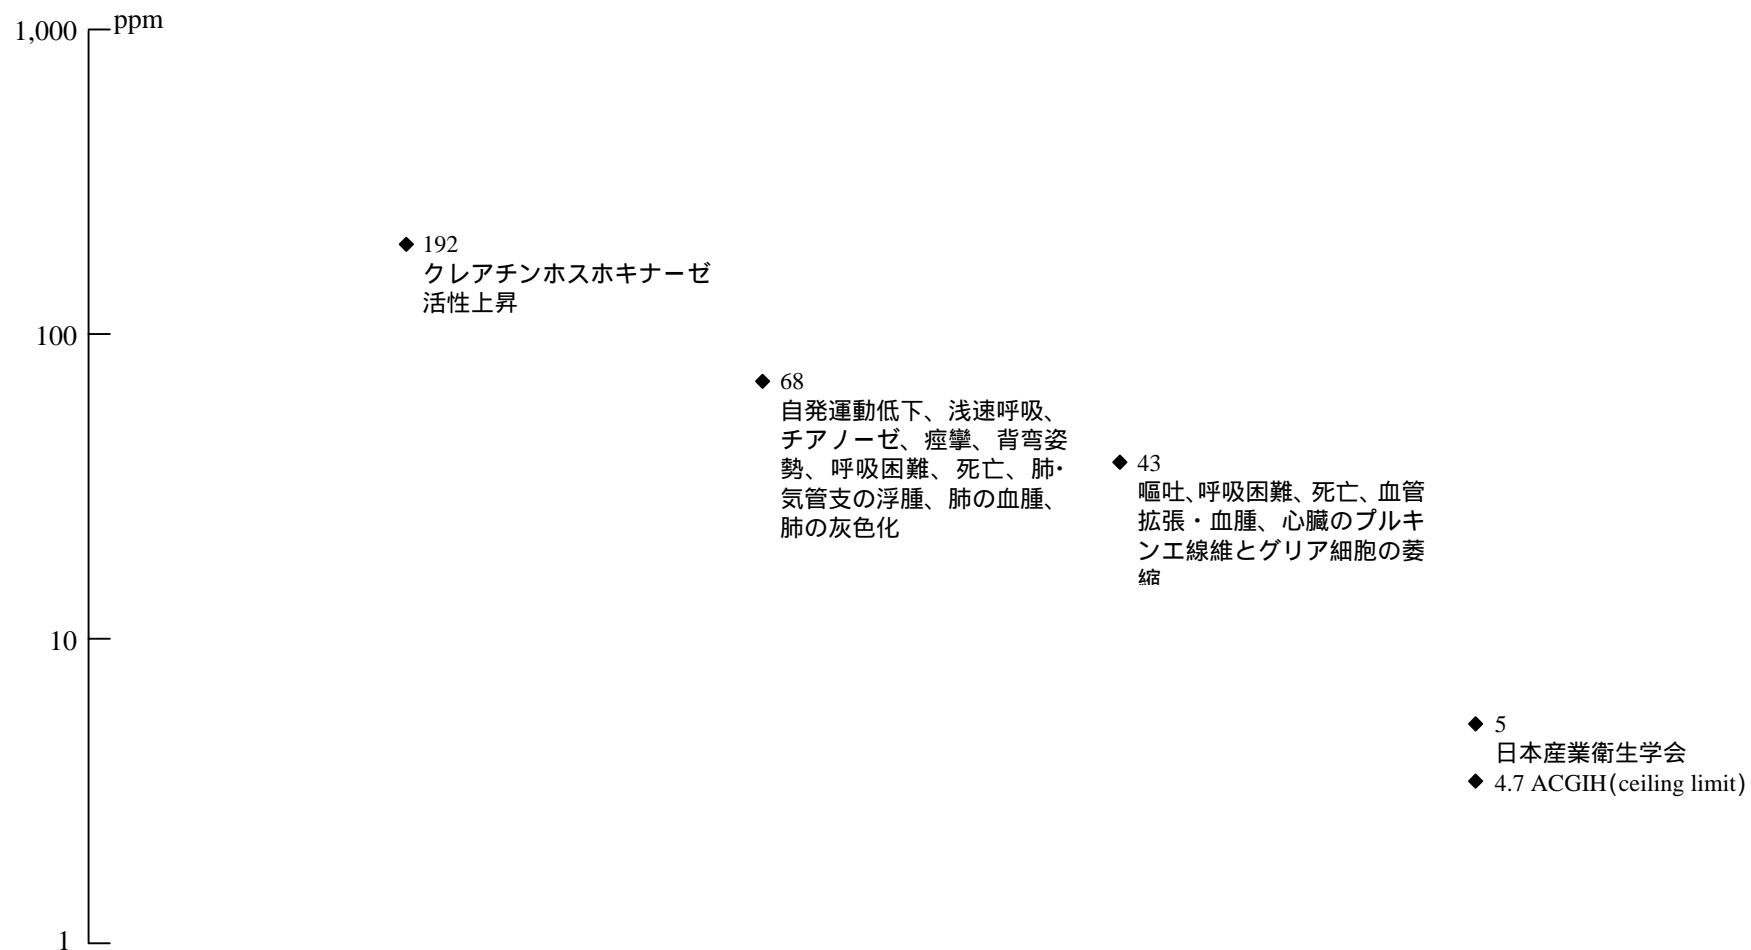 1,000
ppm
◆ 192
クレアチンホスホキナーゼ
活性上昇
100
◆ 68
自発運動低下、浅速呼吸、
チアノーゼ、痙攣、背弯姿
勢、呼吸困難、死亡、肺・
気管支の浮腫、肺の血腫、
肺の灰色化
◆ 43
嘔吐、呼吸困難、死亡、血管
拡張・血腫、心臓のプルキ
ンエ線維とグリア細胞の萎
縮
10
◆ 5
日本産業衛生学会
◆ 4.7 ACGIH(ceiling limit)
1